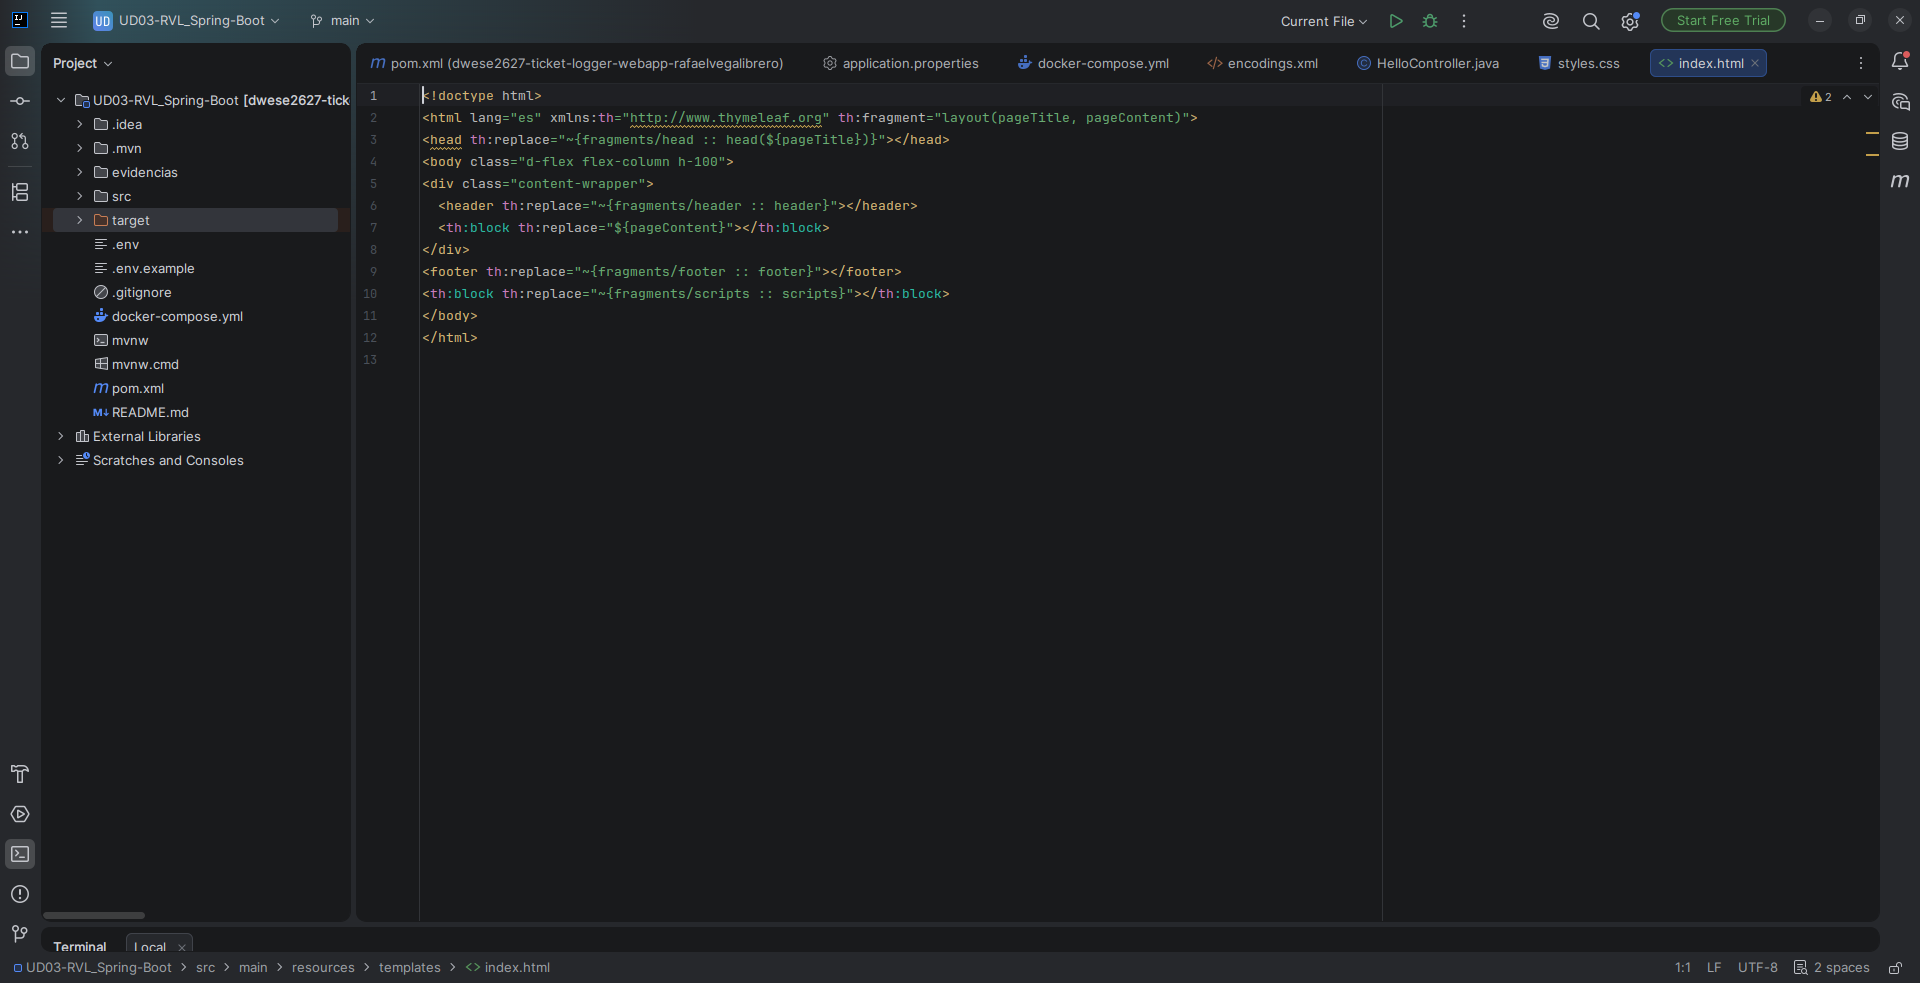 UD UD03-RVL_Spring-Boot main Current File Start Free Trial
Project
pom.xml (dwese2627-ticket-logger-webapp-rafaelvegalibrero) application.properties docker-compose.yml encodings.xml HelloController.java styles.css index.html
UD03-RVL_Spring-Boot [dwese2627-tick
.idea
.mvn
evidencias
src
target
.env
.env.example
.gitignore
docker-compose.yml
mvnw
mvnw.cmd
pom.xml
README.md
External Libraries
Scratches and Consoles
2
1 <!doctype html>
2 <html lang="es" xmlns:th="http://www.thymeleaf.org" th:fragment="layout(pageTitle, pageContent)">
3 <head th:replace="~{fragments/head :: head(${pageTitle})}"></head>
4 <body class="d-flex flex-column h-100">
5 <div class="content-wrapper">
6 <header th:replace="~{fragments/header :: header}"></header>
7 <th:block th:replace="${pageContent}"></th:block>
8 </div>
9 <footer th:replace="~{fragments/footer :: footer}"></footer>
10 <th:block th:replace="~{fragments/scripts :: scripts}"></th:block>
11 </body>
12 </html>
13
Terminal Local
UD03-RVL_Spring-Boot > src > main > resources > templates > index.html 1:1 LF UTF-8 2 spaces